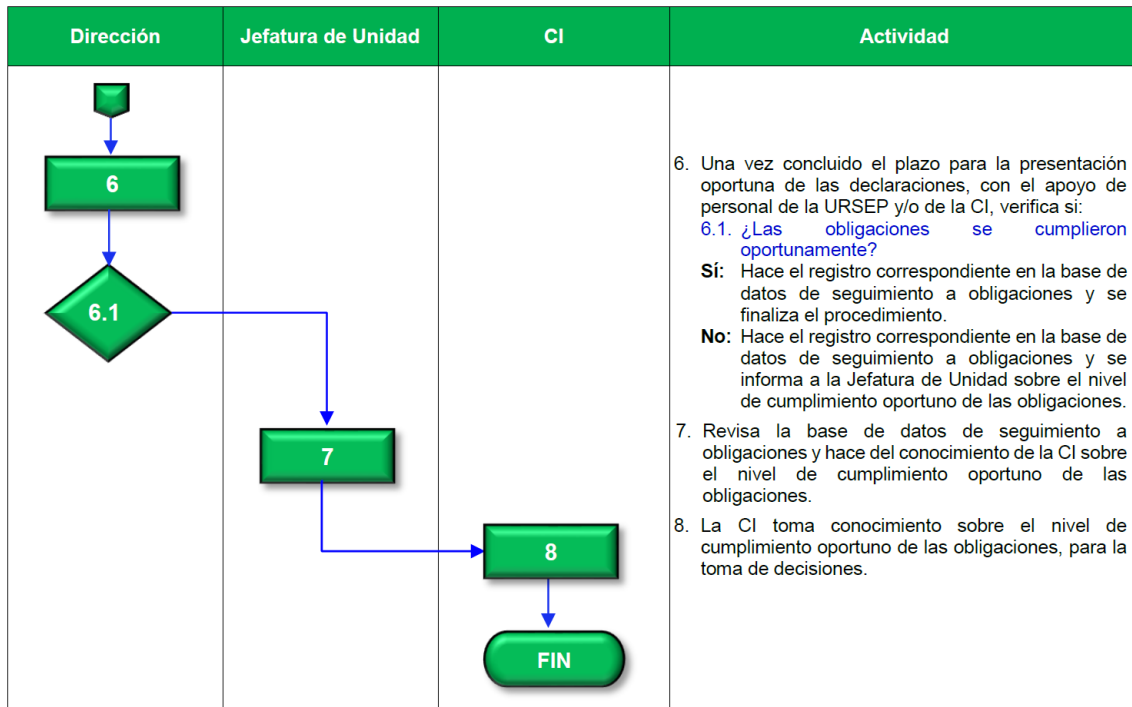 Dirección
Jefatura de Unidad
CI
Actividad
6
6.1
7
8
FIN
6. Una vez concluido el plazo para la presentación
oportuna de las declaraciones, con el apoyo de
personal de la URSEP y/o de la CI, verifica si:
6.1. ¿Las obligaciones se cumplieron
oportunamente?
Sí: Hace el registro correspondiente en la base de
datos de seguimiento a obligaciones y se
finaliza el procedimiento.
No: Hace el registro correspondiente en la base de
datos de seguimiento a obligaciones y se
informa a la Jefatura de Unidad sobre el nivel
de cumplimiento oportuno de las obligaciones.
7. Revisa la base de datos de seguimiento a
obligaciones y hace del conocimiento de la CI sobre
el nivel de cumplimiento oportuno de las
obligaciones.
8. La CI toma conocimiento sobre el nivel de
cumplimiento oportuno de las obligaciones, para la
toma de decisiones.